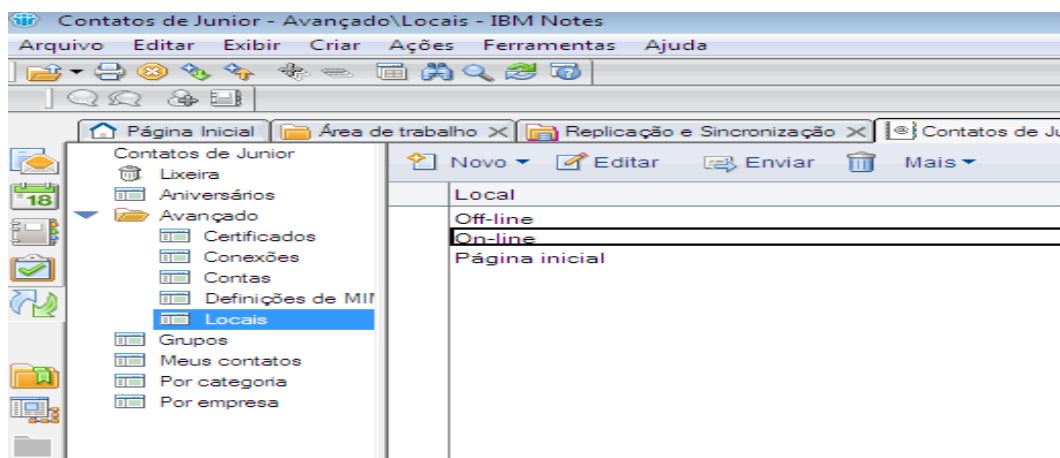 Contatos de Junior - Avançado\Locais - IBM Notes
Arquivo Editar Exibir Criar Ações Ferramentas Ajuda
Página Inicial Área de trabalho Replicação e Sincronização Contatos de Ju
Contatos de Junior
Novo Editar Enviar Mais
Lixeira
Aniversários
Local
18
Avançado
Off-line
Certificados
On-line
Conexões
Página inicial
Contas
Definições de MIM
Locais
Grupos
Meus contatos
Por categoria
Por empresa